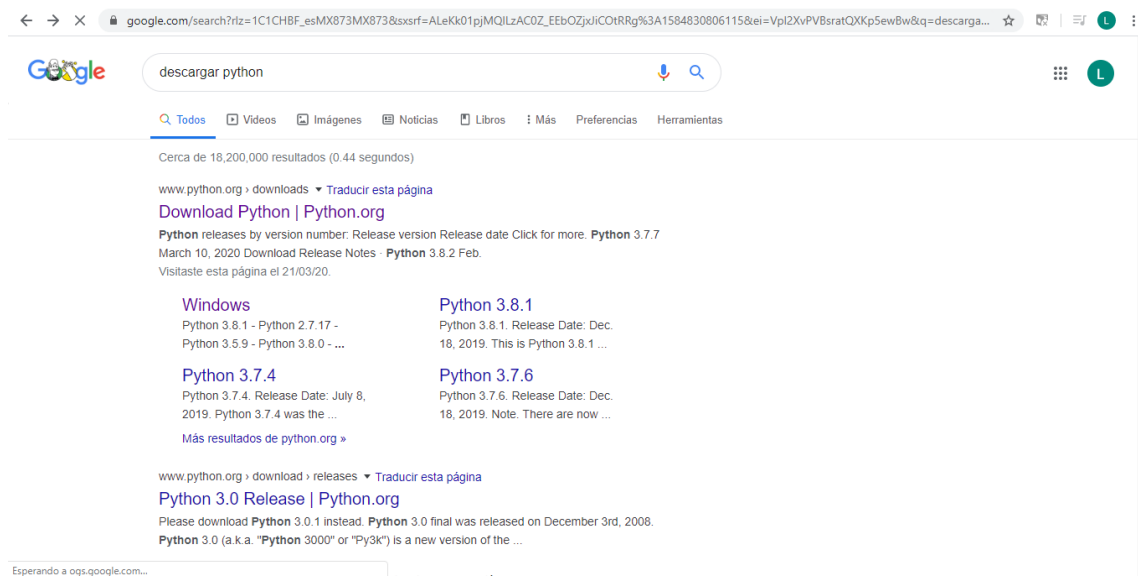 google.com/search?rlz=1C1CHBF_esMX873MX873&sxsrf=ALeKk01pjMQILzAC0Z_EEbOZjxJiCOtRRg%3A1584830806115&ei=VpI2XvPVBsratQXKp5ewBw&q=descarga...
L
Google
descargar python
L
Todos Videos Imágenes Noticias Libros Más Preferencias Herramientas
Cerca de 18,200,000 resultados (0.44 segundos)
www.python.org › downloads ▼ Traducir esta página
Download Python | Python.org
Python releases by version number: Release version Release date Click for more. Python 3.7.7
March 10, 2020 Download Release Notes · Python 3.8.2 Feb.
Visitaste esta página el 21/03/20.
Windows
Python 3.8.1 - Python 2.7.17 -
Python 3.5.9 - Python 3.8.0 - ...
Python 3.8.1
Python 3.8.1. Release Date: Dec.
18, 2019. This is Python 3.8.1 ...
Python 3.7.4
Python 3.7.4. Release Date: July 8,
2019. Python 3.7.4 was the ...
Python 3.7.6
Python 3.7.6. Release Date: Dec.
18, 2019. Note. There are now ...
Más resultados de python.org »
www.python.org › download › releases ▼ Traducir esta página
Python 3.0 Release | Python.org
Please download Python 3.0.1 instead. Python 3.0 final was released on December 3rd, 2008.
Python 3.0 (a.k.a. "Python 3000" or "Py3k") is a new version of the ...
Esperando a ogs.google.com...